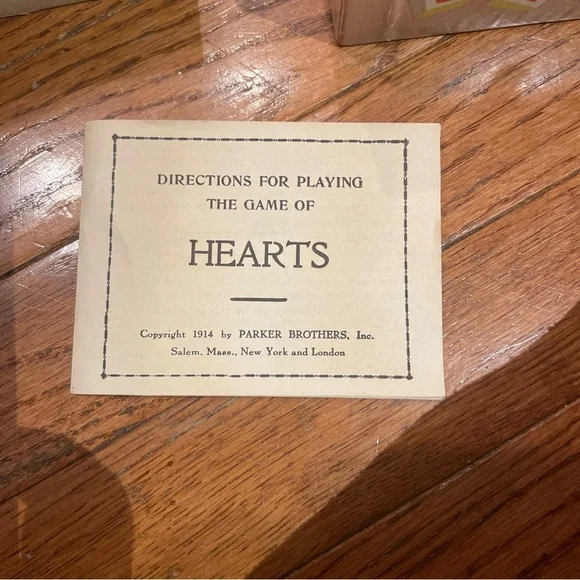 DIRECTIONS FOR PLAYING
THE GAME OF
HEARTS
Copyright 1914 by PARKER BROTHERS, Inc.
Salem, Mass., New York and London